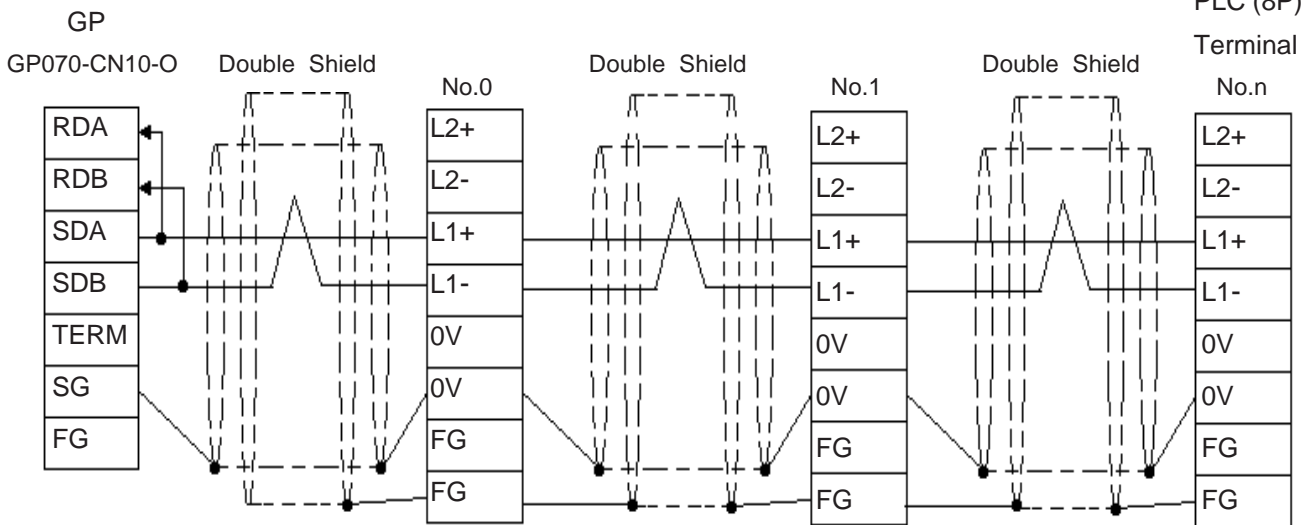 GP
GP070-CN10-O
Double Shield
RDA
RDB
SDA
SDB
TERM
SG
FG
No.0
L2+
L2-
L1+
L1-
0V
0V
FG
FG
Double Shield
No.1
L2+
L2-
L1+
L1-
0V
0V
FG
FG
Double Shield
PLC (8P)
Terminal
No.n
L2+
L2-
L1+
L1-
0V
0V
FG
FG